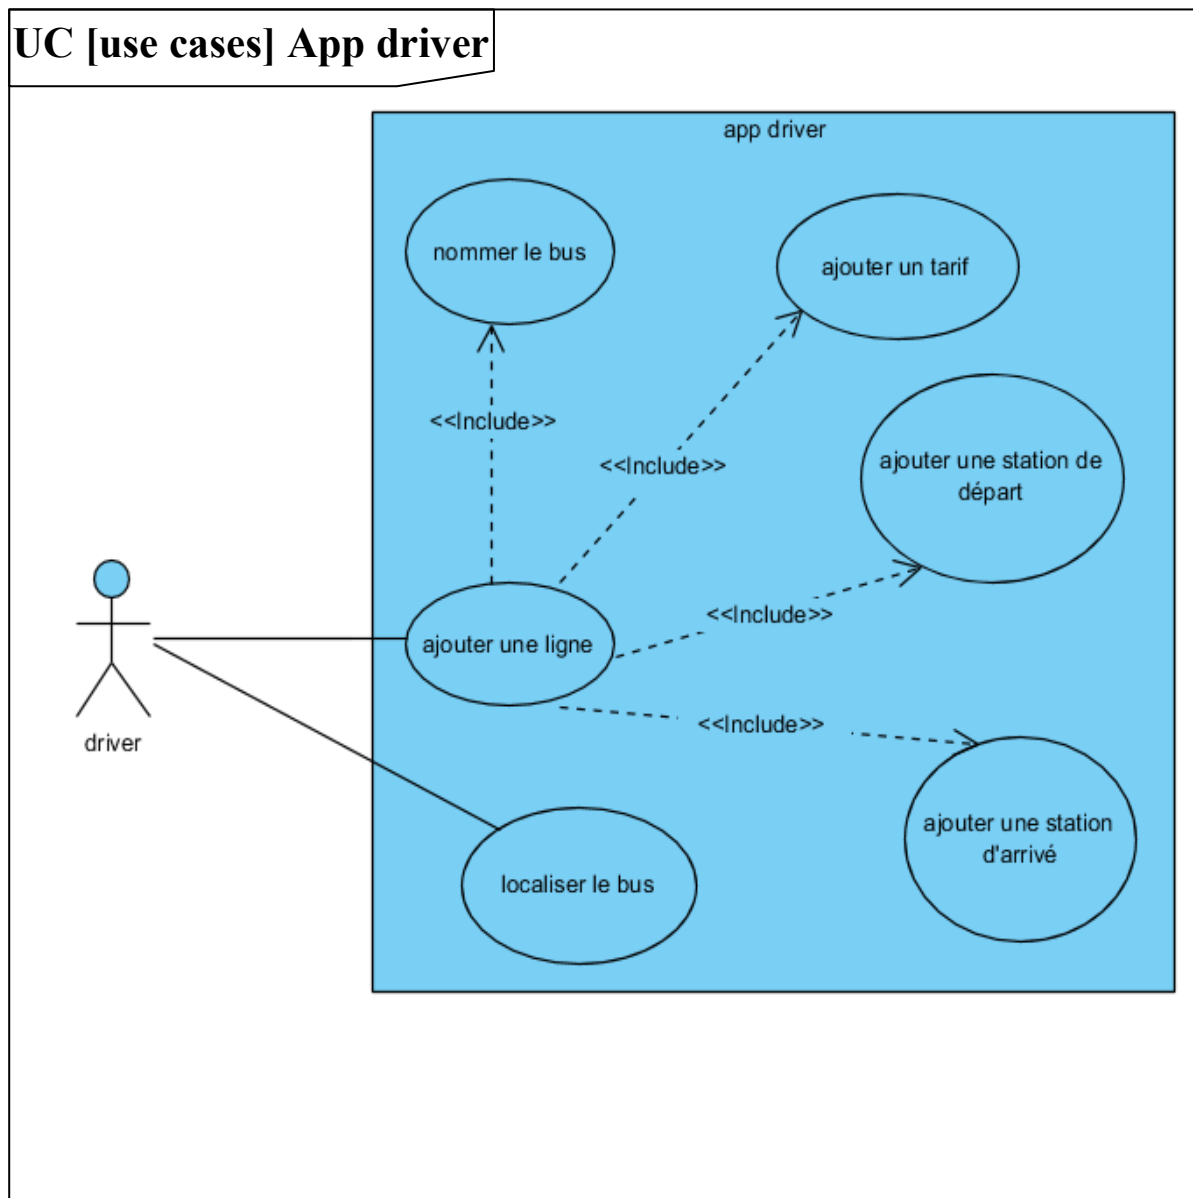 UC [use cases] App driver
app driver
nommer le bus
ajouter un tarif
<<Include>>
<<Include>>
ajouter une station de
départ
<<Include>>
ajouter une ligne
<<Include>>
driver
ajouter une station
d'arrivé
localiser le bus